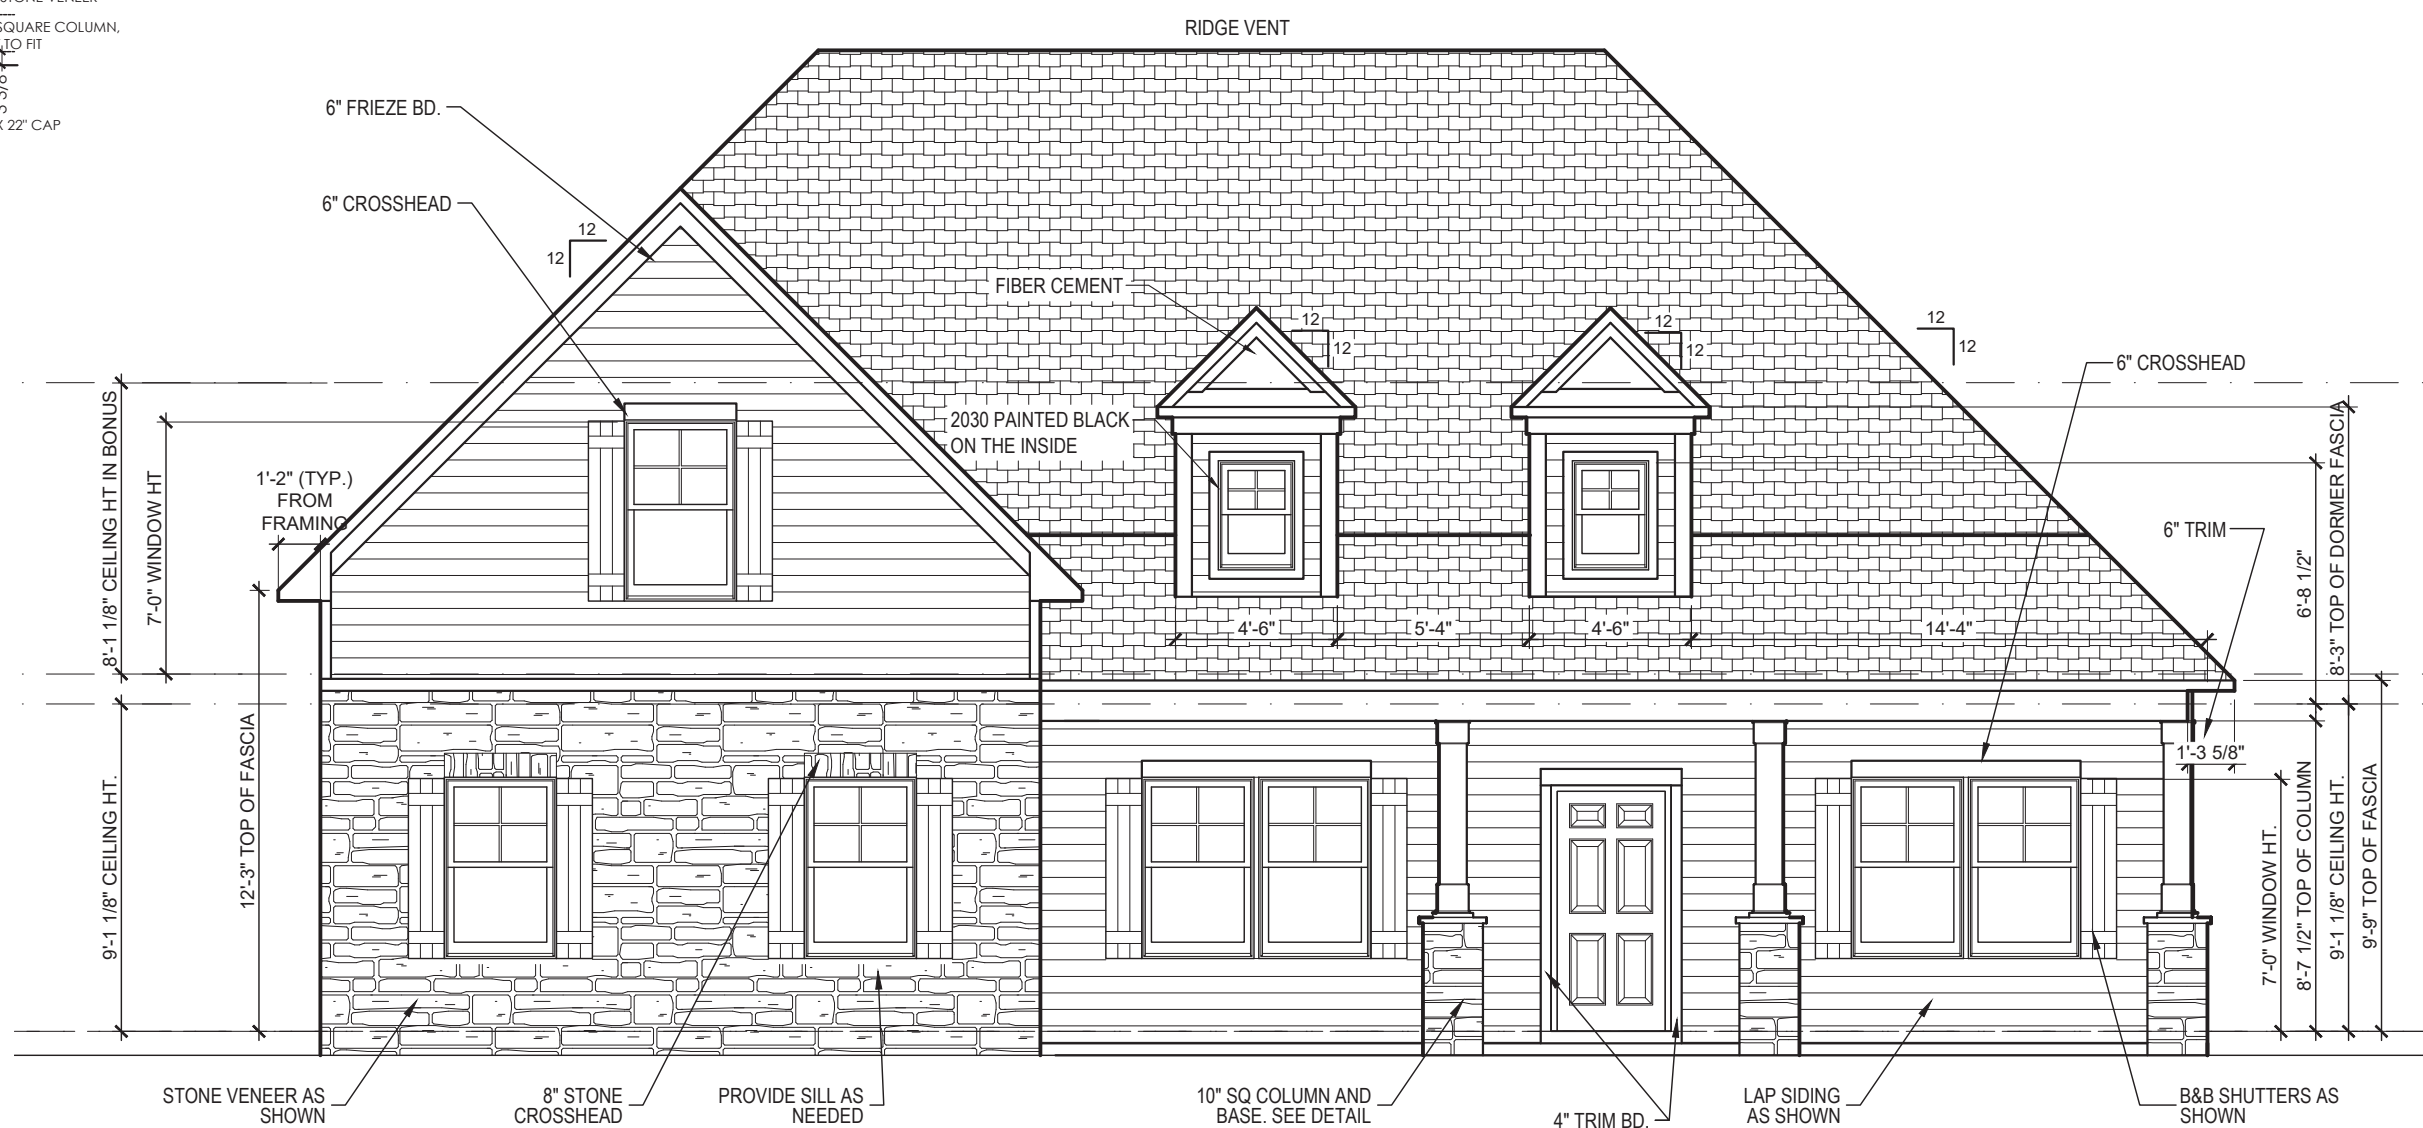 SQUARE COLUMN,
TO FIT
X 22" CAP
RIDGE VENT
6" FRIEZE BD.
6" CROSSHEAD
12
12
FIBER CEMENT
12
12
12
12
12
12
6" CROSSHEAD
2030 PAINTED BLACK
ON THE INSIDE
8'-1 1/8" CEILING HT IN BONUS
7'-0" WINDOW HT
1'-2" (TYP.)
FROM
FRAMING
6" TRIM
6'-8 1/2"
8'-3" TOP OF DORMER FASCIA
4'-6"
5'-4"
4'-6"
14'-4"
1'-3 5/8"
9'-1 1/8" CEILING HT.
12'-3" TOP OF FASCIA
7'-0" WINDOW HT.
8'-7 1/2" TOP OF COLUMN
9'-1 1/8" CEILING HT.
9'-9" TOP OF FASCIA
STONE VENEER AS
SHOWN
8" STONE
CROSSHEAD
PROVIDE SILL AS
NEEDED
10" SQ COLUMN AND
BASE. SEE DETAIL
4" TRIM BD.
LAP SIDING
AS SHOWN
B&B SHUTTERS AS
SHOWN